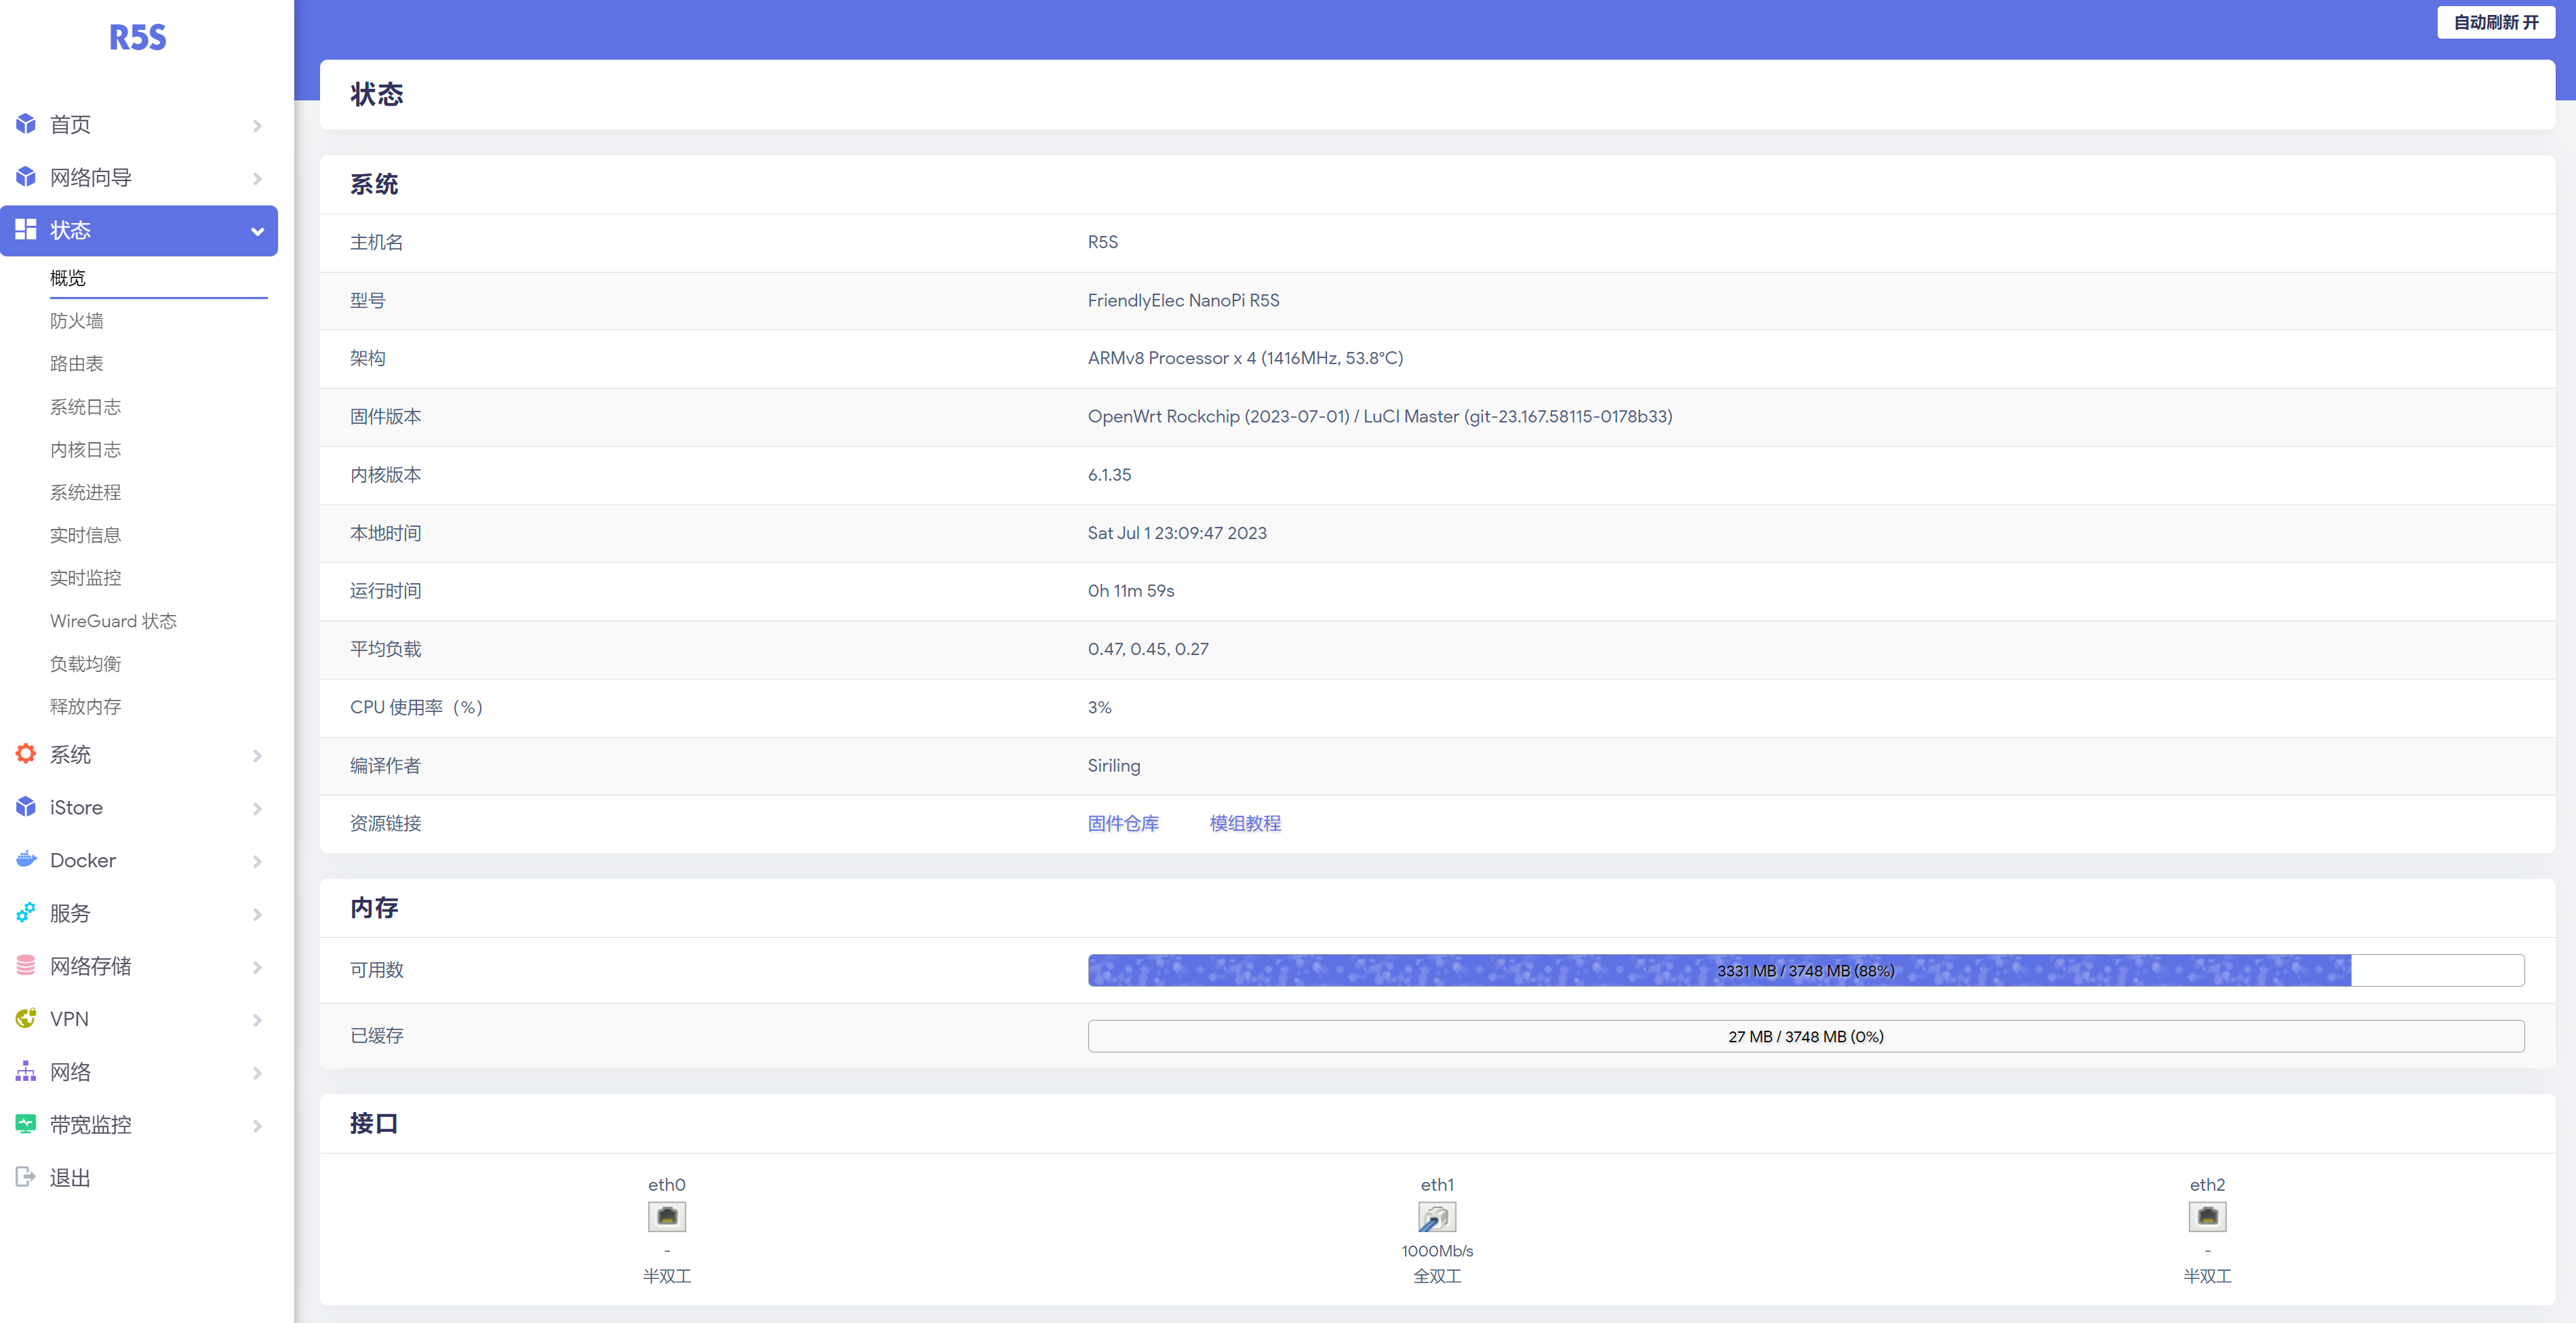 R5S
首页
网络向导
状态
概览
防火墙
路由表
系统日志
内核日志
系统进程
实时信息
实时监控
WireGuard 状态
负载均衡
释放内存
系统
iStore
Docker
服务
网络存储
VPN
网络
带宽监控
退出
自动刷新 开
状态
系统
主机名 R5S
型号 FriendlyElec NanoPi R5S
架构 ARMv8 Processor x 4 (1416MHz, 53.8°C)
固件版本 OpenWrt Rockchip (2023-07-01) / LuCI Master (git-23.167.58115-0178b33)
内核版本 6.1.35
本地时间 Sat Jul 1 23:09:47 2023
运行时间 0h 11m 59s
平均负载 0.47, 0.45, 0.27
CPU 使用率（%） 3%
编译作者 Siriling
资源链接 固件仓库 模组教程
内存
可用数 3331 MB / 3748 MB (88%)
已缓存 27 MB / 3748 MB (0%)
接口
eth0 eth1 eth2
- 1000Mb/s -
半双工 全双工 半双工